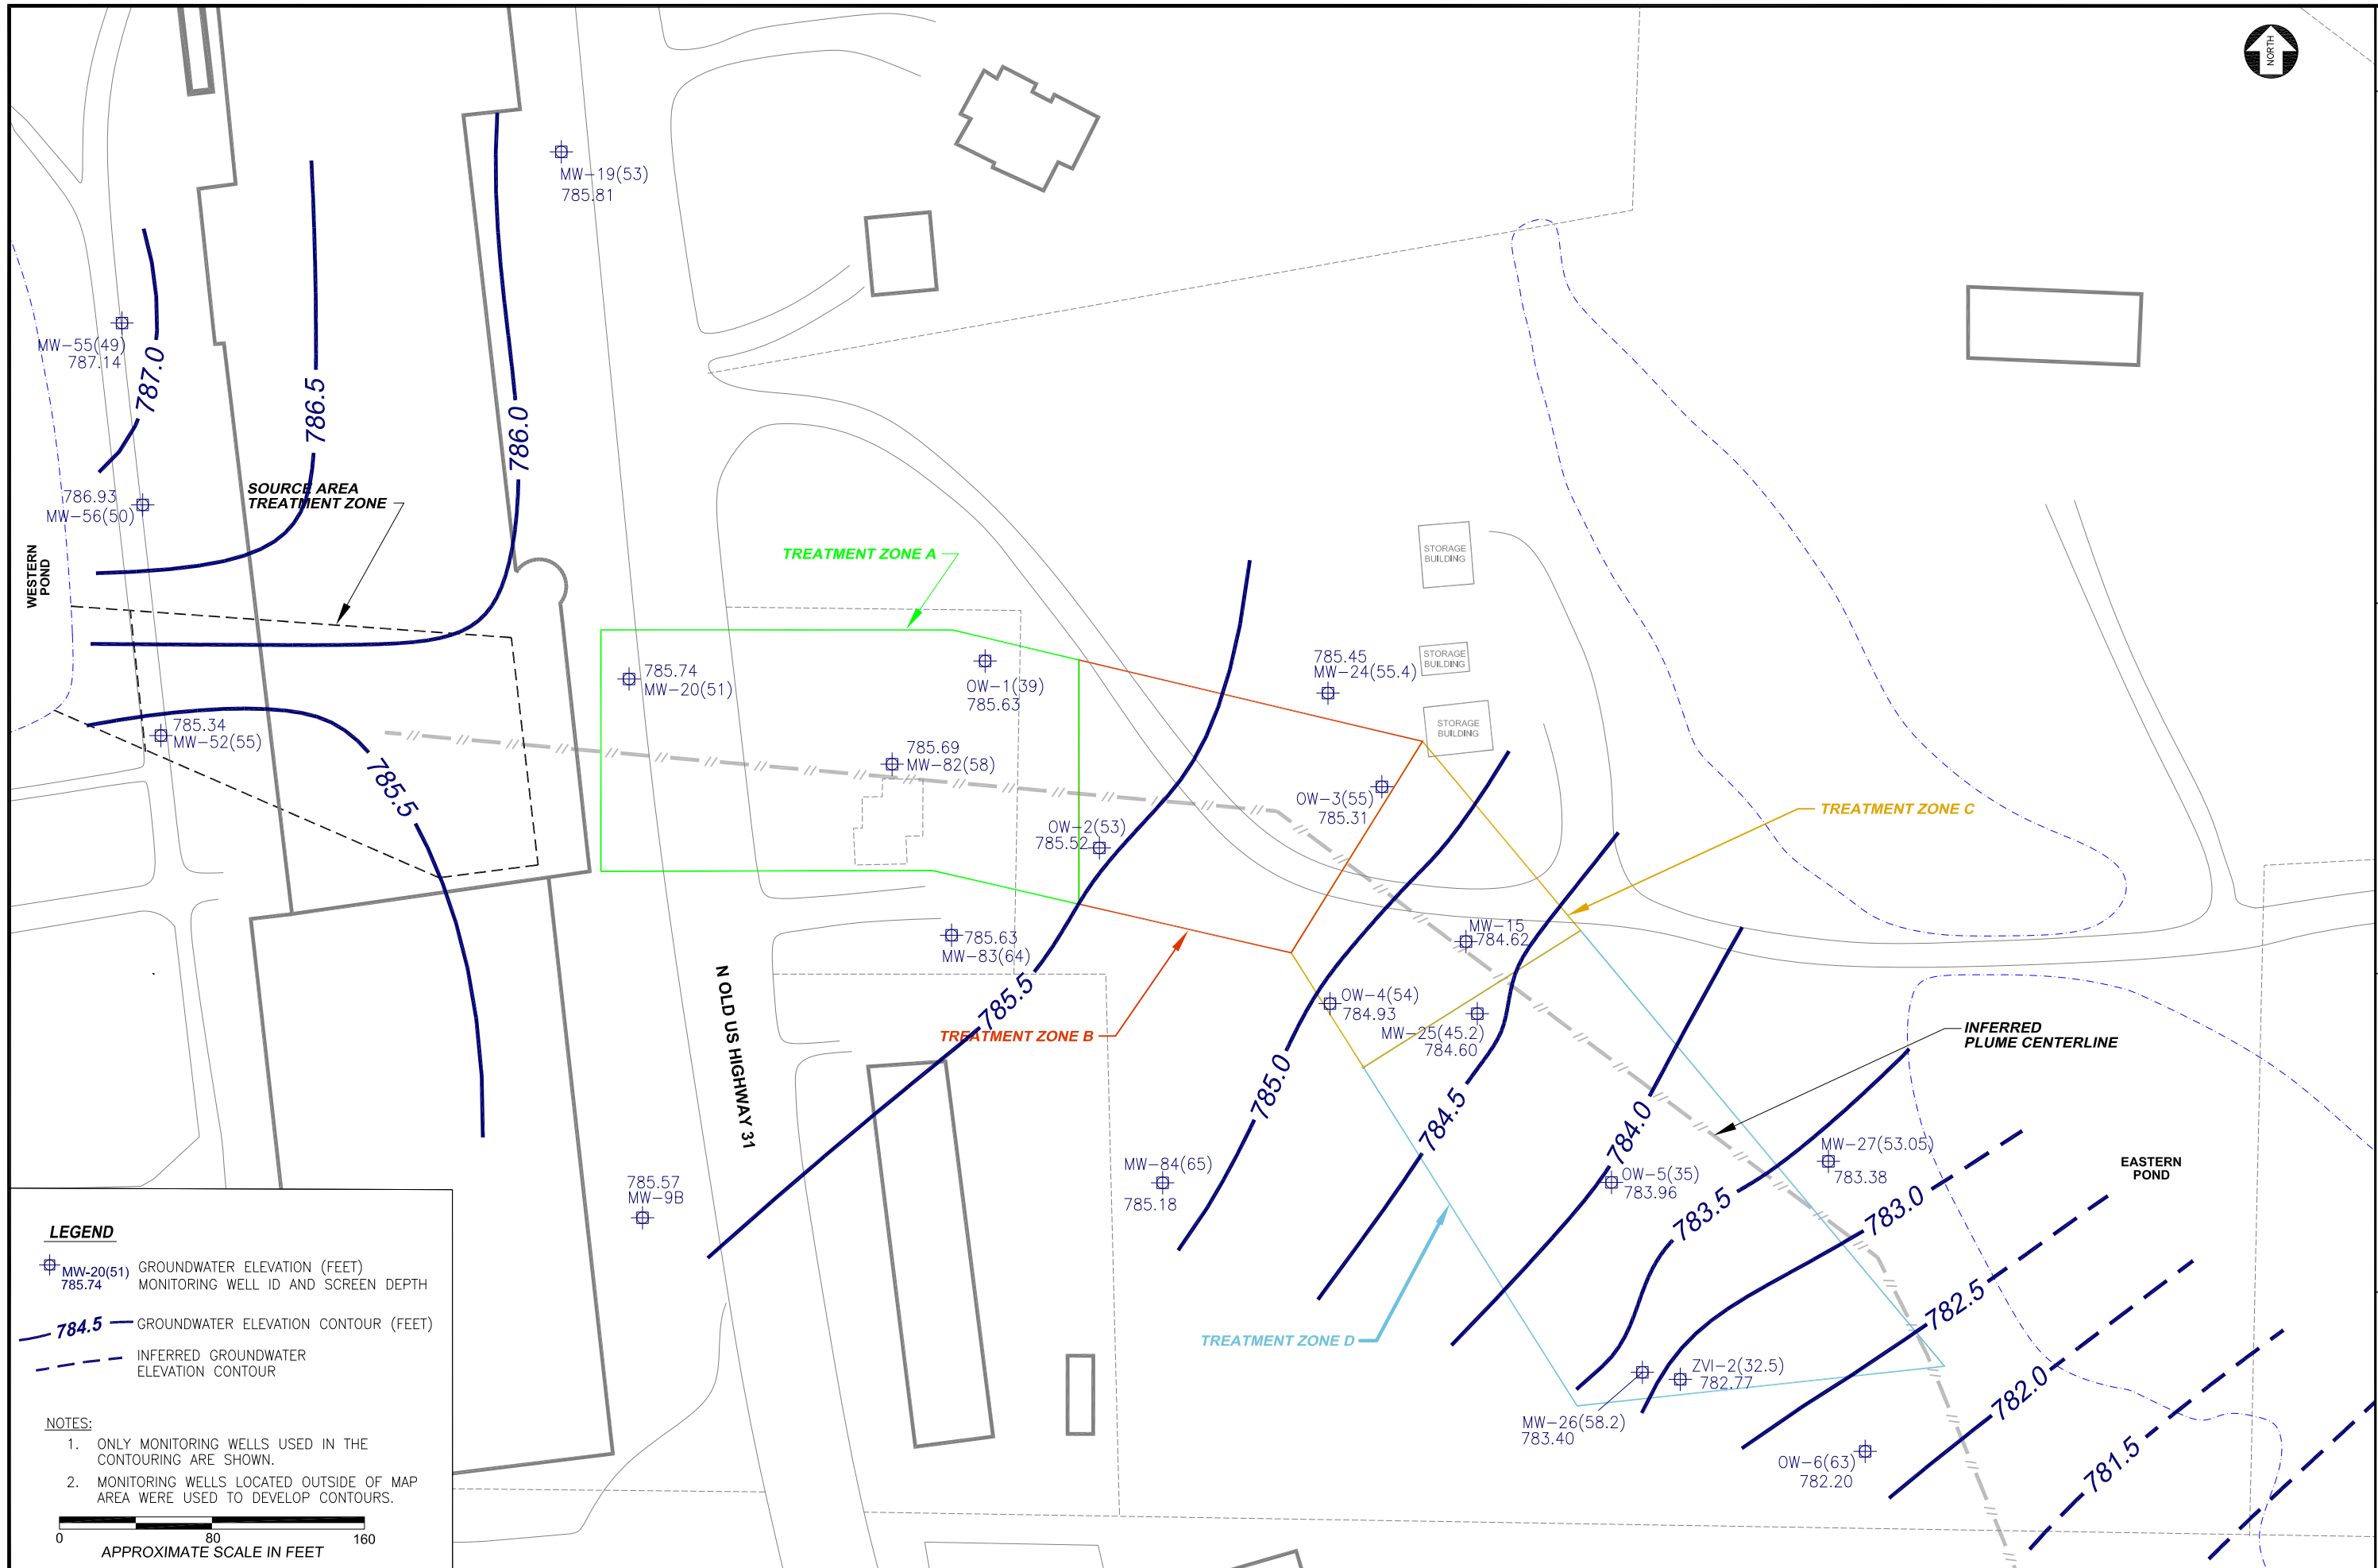 NORTH
MW-19(53)
785.81
MW-55(49)
787.14
787.0
786.5
786.0
786.93
MW-56(50)
SOURCE AREA
TREATMENT ZONE
WESTERN
POND
TREATMENT ZONE A
STORAGE
BUILDING
STORAGE
BUILDING
STORAGE
BUILDING
785.74
MW-20(51)
OW-1(39)
785.63
785.45
MW-24(55.4)
785.34
MW-52(55)
785.5
785.69
MW-82(58)
OW-3(55)
785.31
TREATMENT ZONE C
OW-2(53)
785.52
785.63
MW-83(64)
MW-15
784.62
N OLD US HIGHWAY 31
785.5
OW-4(54)
784.93
MW-25(45.2)
784.60
TREATMENT ZONE B
INFERRED
PLUME CENTERLINE
785.0
784.5
784.0
MW-84(65)
785.18
785.57
MW-9B
OW-5(35)
783.96
MW-27(53.05)
783.38
EASTERN
POND
783.5
783.0
782.5
782.0
781.5
TREATMENT ZONE D
ZVI-2(32.5)
782.77
MW-26(58.2)
783.40
OW-6(63)
782.20
LEGEND
MW-20(51)
785.74
GROUNDWATER ELEVATION (FEET)
MONITORING WELL ID AND SCREEN DEPTH
784.5
GROUNDWATER ELEVATION CONTOUR (FEET)
INFERRED GROUNDWATER
ELEVATION CONTOUR
NOTES:
1. ONLY MONITORING WELLS USED IN THE
CONTOURING ARE SHOWN.
2. MONITORING WELLS LOCATED OUTSIDE OF MAP
AREA WERE USED TO DEVELOP CONTOURS.
0 80 160
APPROXIMATE SCALE IN FEET